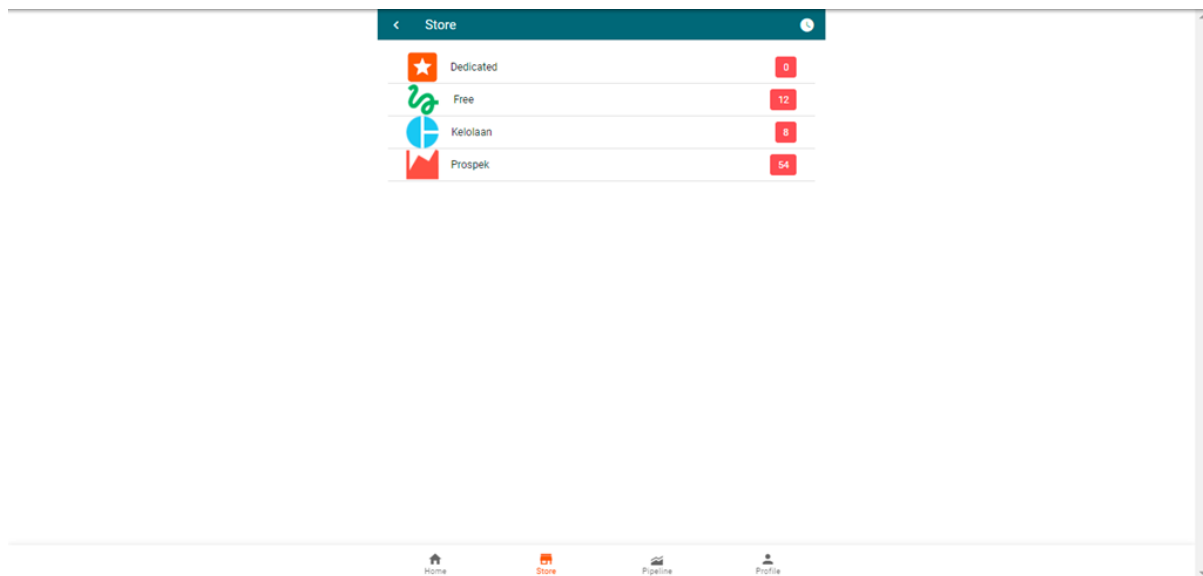 Store
Dedicated 0
Free 12
Kelolaan 8
Prospek 54
Home Store Pipeline Profile